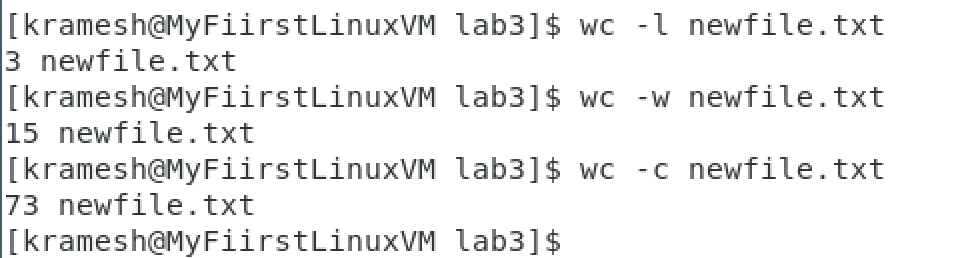 [kramesh@MyFiirstLinuxVM lab3]$ wc -l newfile.txt
3 newfile.txt
[kramesh@MyFiirstLinuxVM lab3]$ wc -w newfile.txt
15 newfile.txt
[kramesh@MyFiirstLinuxVM lab3]$ wc -c newfile.txt
73 newfile.txt
[kramesh@MyFiirstLinuxVM lab3]$